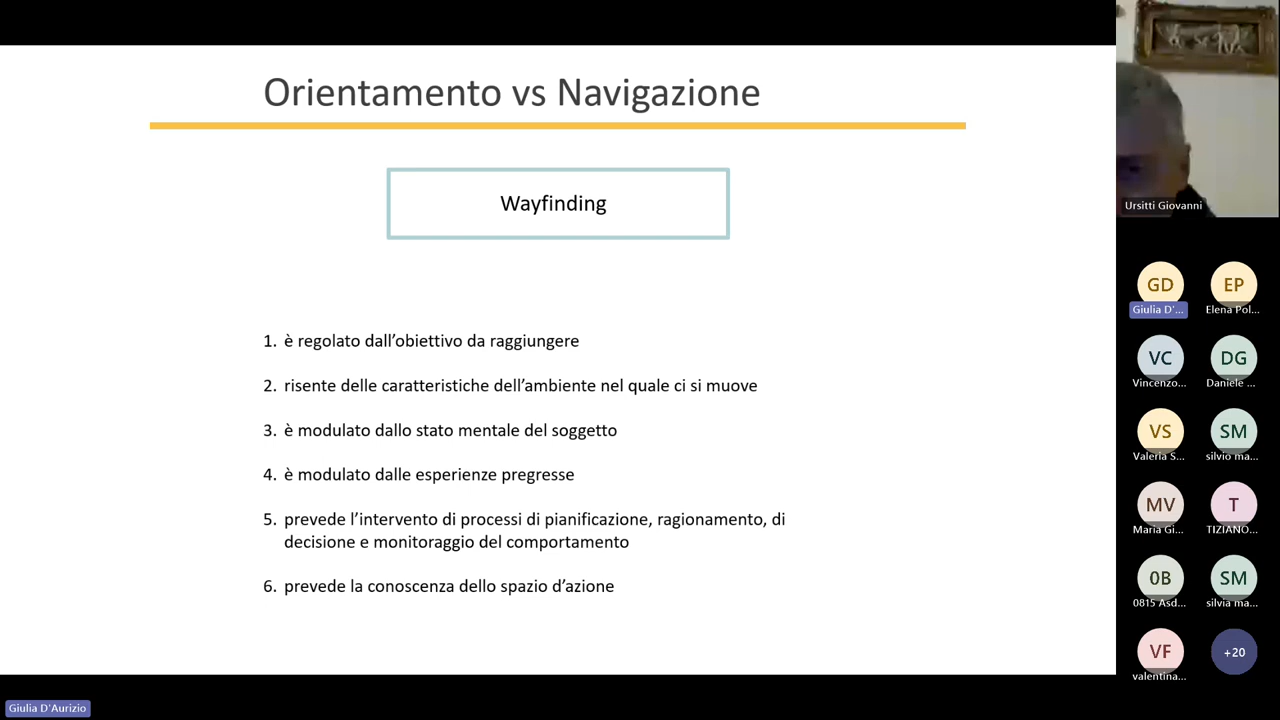 Orientamento vs Navigazione
Wayfinding
1. è regolato dall’obiettivo da raggiungere
2. risente delle caratteristiche dell’ambiente nel quale ci si muove
3. è modulato dallo stato mentale del soggetto
4. è modulato dalle esperienze pregresse
5. prevede l’intervento di processi di pianificazione, ragionamento, di
decisione e monitoraggio del comportamento
6. prevede la conoscenza dello spazio d’azione
Ursitti Giovanni
GD EP
Giulia D'... Elena Pol...
VC DG
Vincenzo... Daniele ...
VS SM
Valeria S... silvio ma...
MV T
Maria Gi... TIZIANO...
0B SM
0815 Asd... silvia ma...
VF +20
valentina...
Giulia D'Aurizio